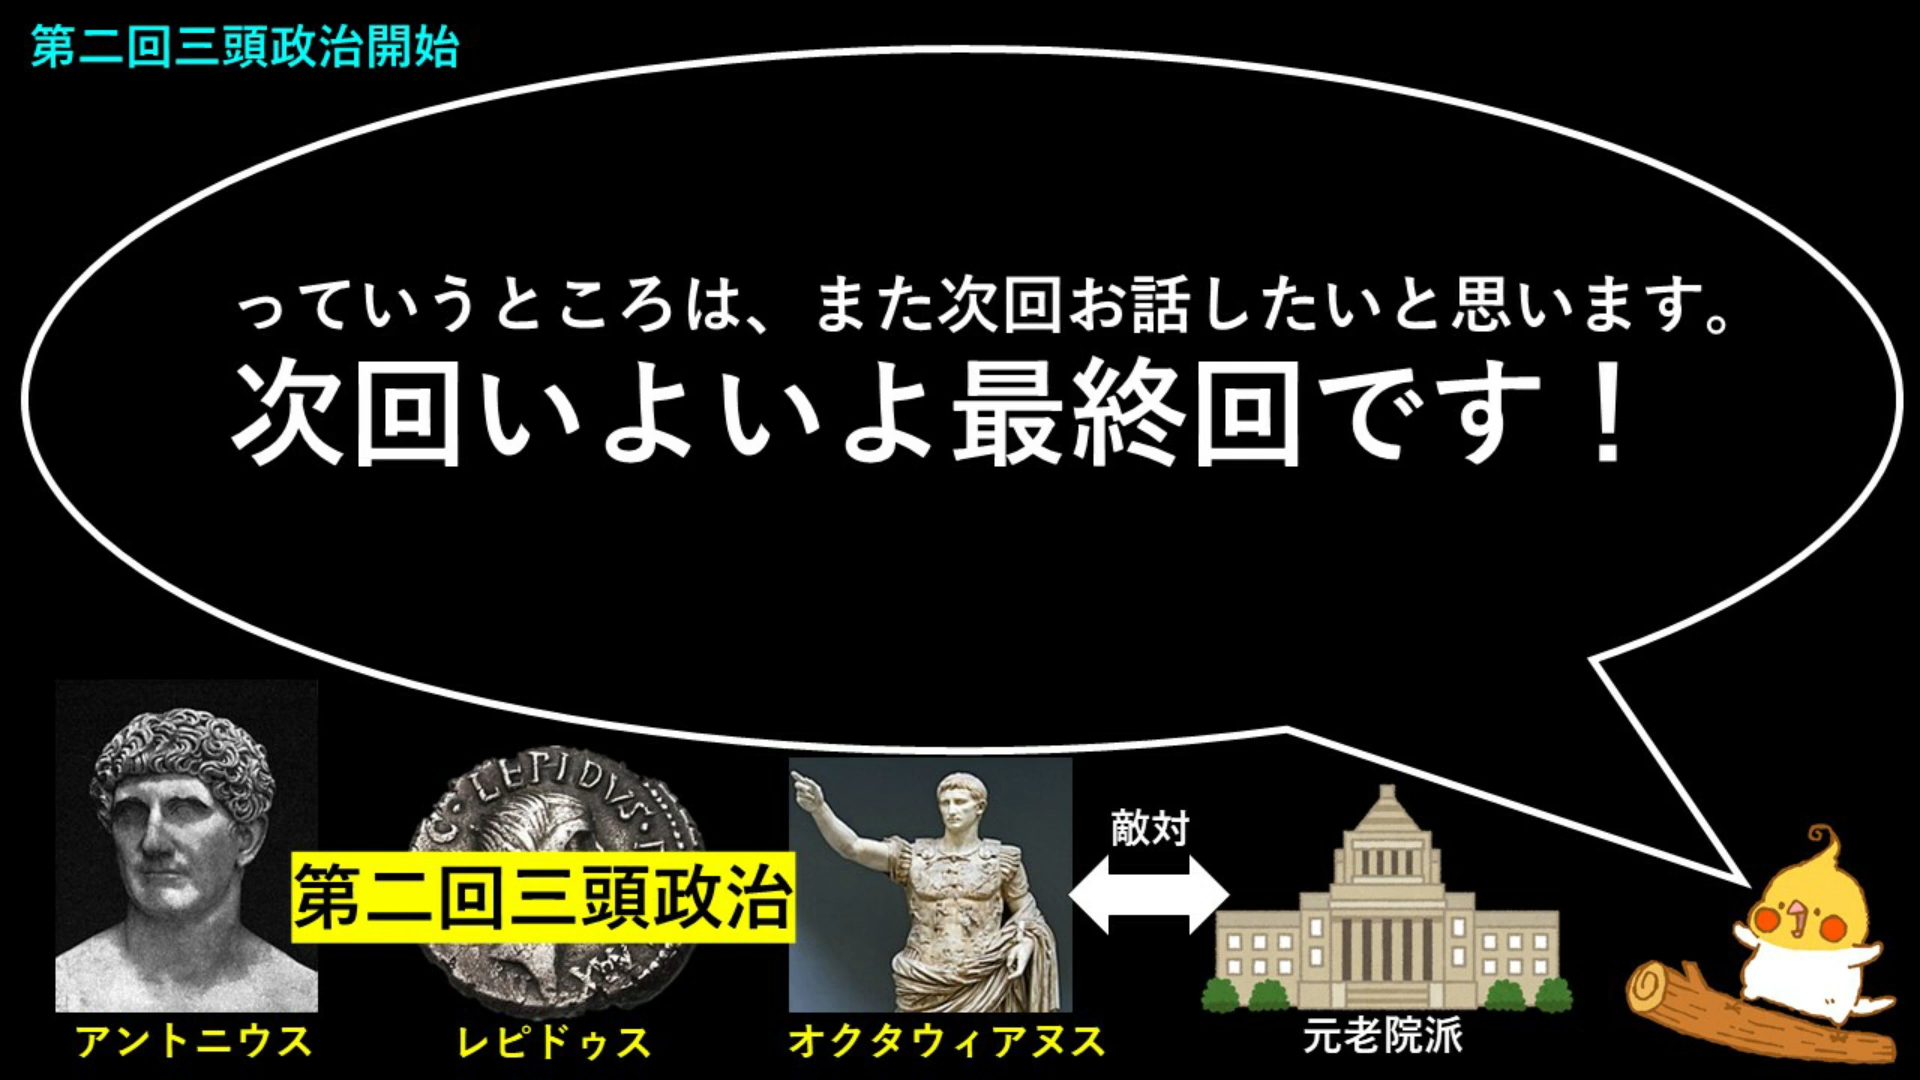 第二回三頭政治開始
っていうところは、また次回お話したいと思います。
次回いよいよ最終回です！
C·LEPIDVS·
第二回三頭政治
敵対
アントニウス
レピドゥス
オクタウィアヌス
元老院派